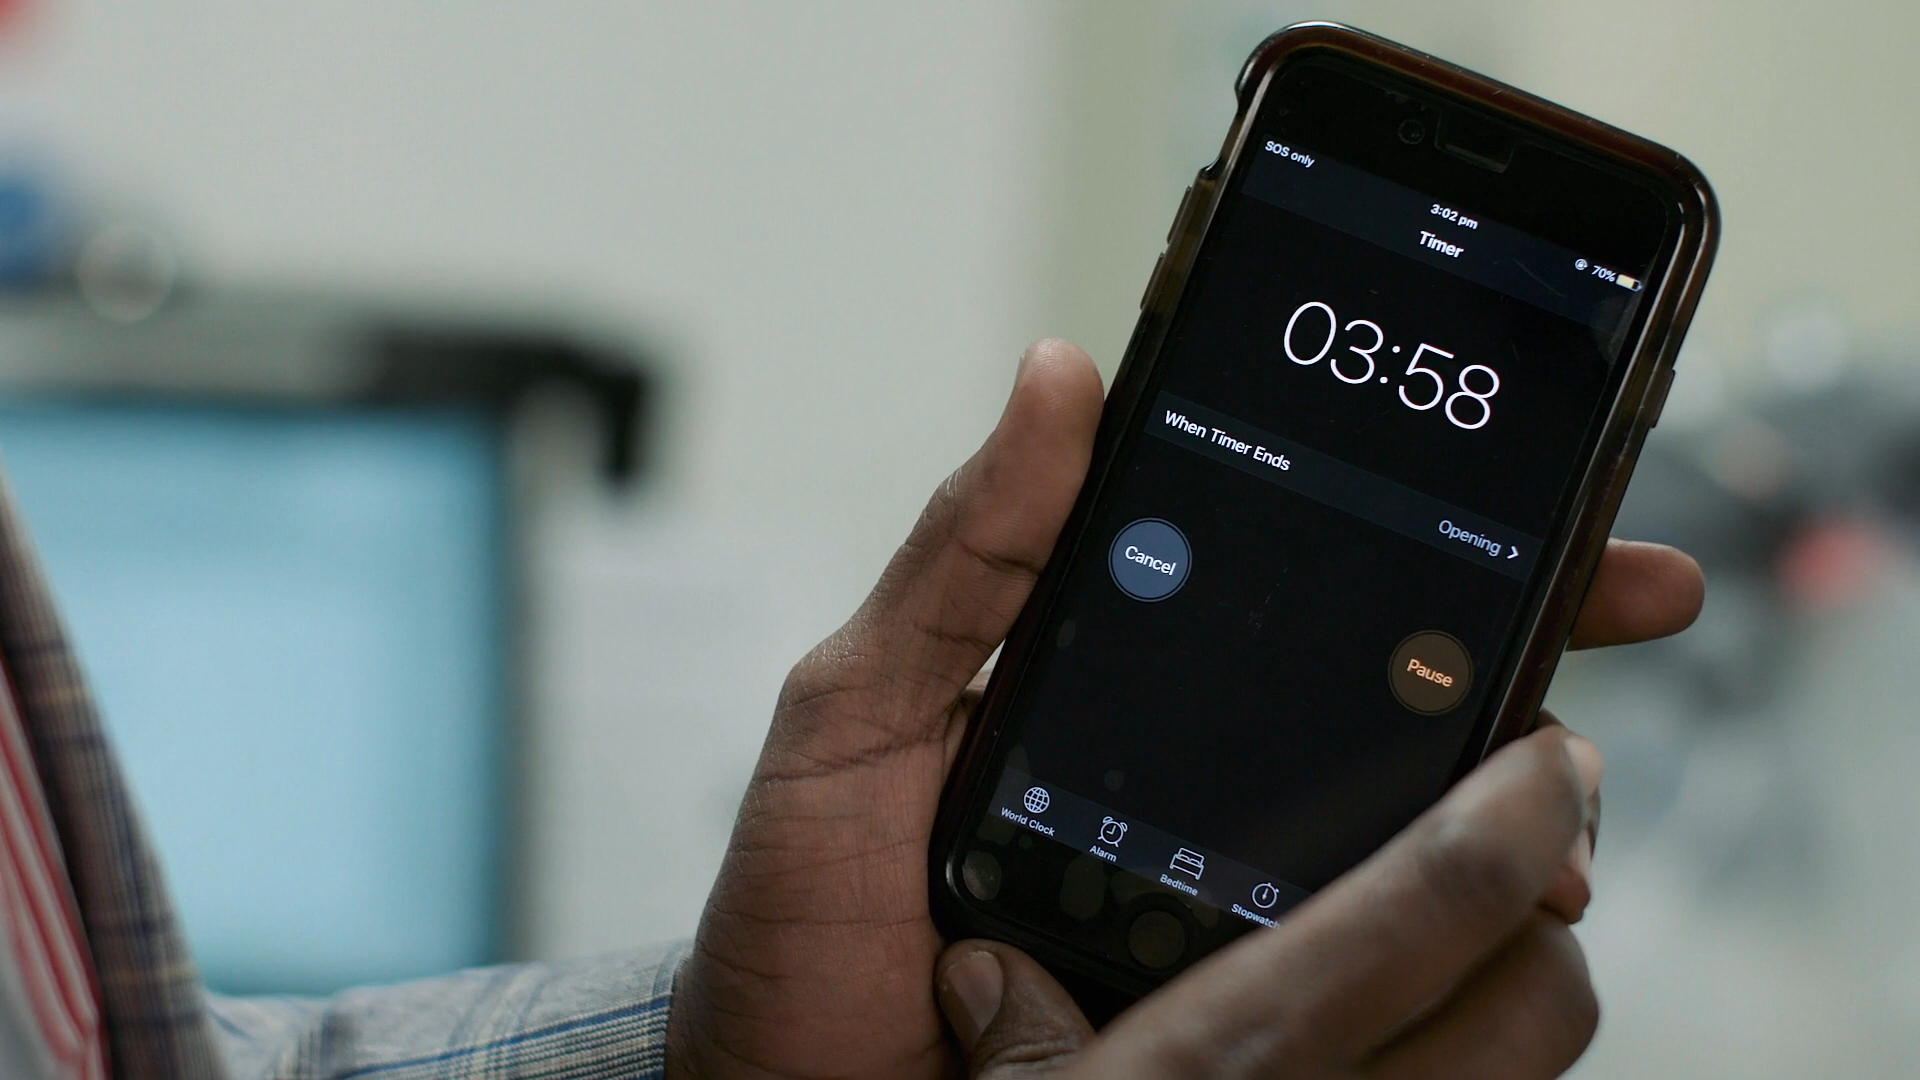 SOS only
3:02 pm
70%
Timer
03:58
When Timer Ends
Opening
Cancel
Pause
World Clock
Alarm
Bedtime
Stopwatch